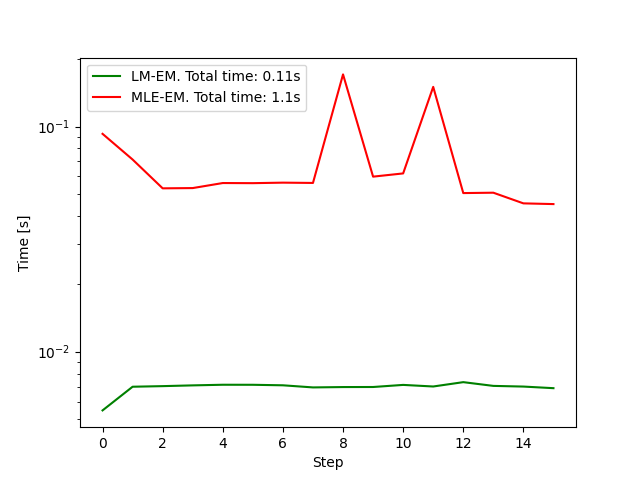 LM-EM. Total time: 0.11s
MLE-EM. Total time: 1.1s
10⁻¹
10⁻²
Time [s]
0 2 4 6 8 10 12 14
Step